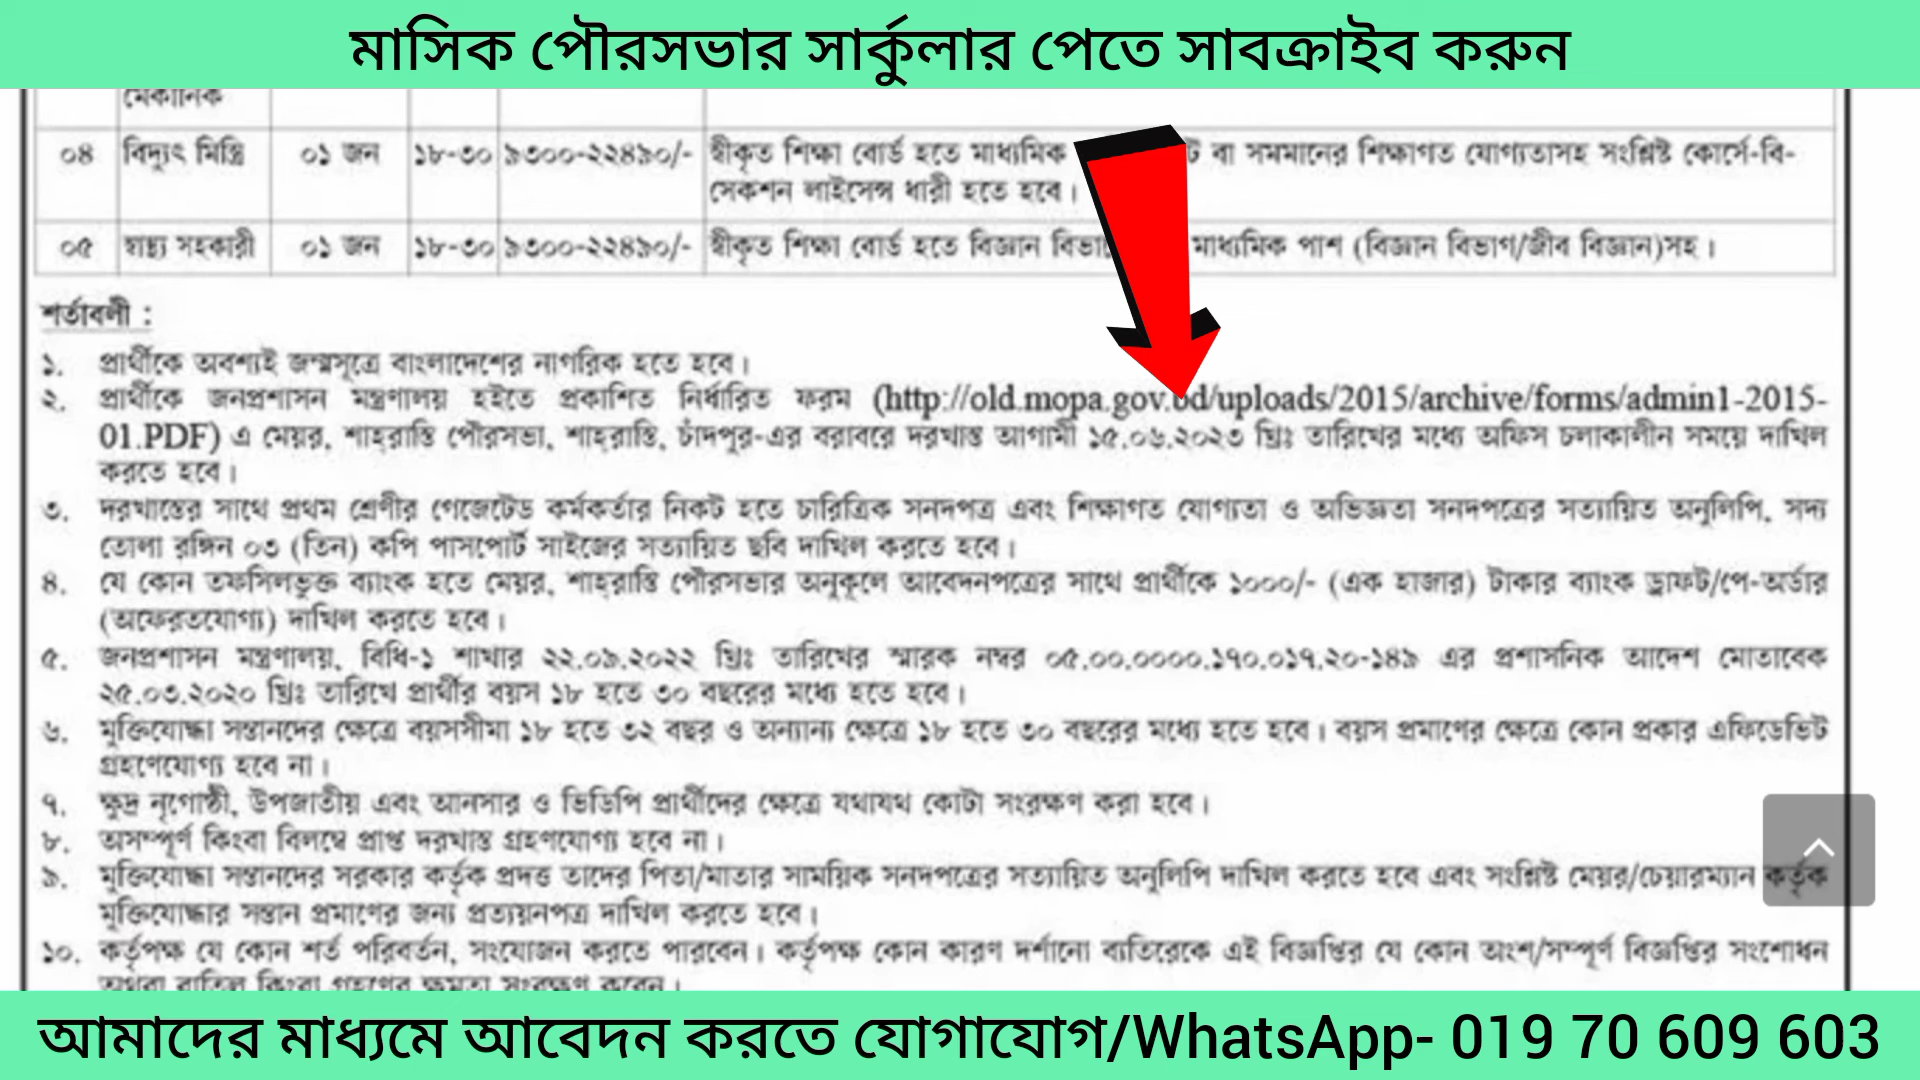 মাসিক পৌরসভার সার্কুলার পেতে সাবক্রাইব করুন
মেকানিক
০৪ বিদ্যুৎ মিস্ত্রি ০১ জন ১৮-৩০ ৯৩০০-২২৪৯০/- স্বীকৃত শিক্ষা বোর্ড হতে মাধ্যমিক ট বা সমমানের শিক্ষাগত যোগ্যতাসহ সংশ্লিষ্ট কোর্সে-বি-
সেকশন লাইসেন্স ধারী হতে হবে।
০৫ স্বাস্থ্য সহকারী ০১ জন ১৮-৩০ ৯৩০০-২২৪৯০/- স্বীকৃত শিক্ষা বোর্ড হতে বিজ্ঞান মাধ্যমিক পাশ (বিজ্ঞান বিভাগ/জীব বিজ্ঞান)সহ।
শর্তাবলী :
১. প্রার্থীকে অবশ্যই জন্মসূত্রে বাংলাদেশের নাগরিক হতে হবে।
২. প্রার্থীকে জনপ্রশাসন মন্ত্রণালয় হইতে প্রকাশিত নির্ধারিত ফরম (http://old.mopa.gov.bd/uploads/2015/archive/forms/admin1-2015-
01.PDF) এ মেয়র, শাহ্‌রাস্তি পৌরসভা, শাহ্‌রাস্তি, চাঁদপুর-এর বরাবরে দরখাস্ত আগামী ১৫.০৬.২০২৩ খ্রিঃ তারিখের মধ্যে অফিস চলাকালীন সময়ে দাখিল
করতে হবে।
৩. দরখাস্তের সাথে প্রথম শ্রেণীর গেজেটেড কর্মকর্তার নিকট হতে চারিত্রিক সনদপত্র এবং শিক্ষাগত যোগ্যতা ও অভিজ্ঞতা সনদপত্রের সত্যায়িত অনুলিপি, সদ্য
তোলা রঙ্গিন ০৩ (তিন) কপি পাসপোর্ট সাইজের সত্যায়িত ছবি দাখিল করতে হবে।
৪. যে কোন তফসিলভুক্ত ব্যাংক হতে মেয়র, শাহ্‌রাস্তি পৌরসভার অনুকূলে আবেদনপত্রের সাথে প্রার্থীকে ১০০০/- (এক হাজার) টাকার ব্যাংক ড্রাফট/পে-অর্ডার
(অফেরতযোগ্য) দাখিল করতে হবে।
৫. জনপ্রশাসন মন্ত্রণালয়, বিধি-১ শাখার ২২.০৯.২০২২ খ্রিঃ তারিখের স্মারক নম্বর ০৫.০০.০০০০.১৭০.০১৭.২০-১৪৯ এর প্রশাসনিক আদেশ মোতাবেক
২৫.০৩.২০২০ খ্রিঃ তারিখে প্রার্থীর বয়স ১৮ হতে ৩০ বছরের মধ্যে হতে হবে।
৬. মুক্তিযোদ্ধা সন্তানদের ক্ষেত্রে বয়সসীমা ১৮ হতে ৩২ বছর ও অন্যান্য ক্ষেত্রে ১৮ হতে ৩০ বছরের মধ্যে হতে হবে। বয়স প্রমাণের ক্ষেত্রে কোন প্রকার এফিডেভিট
গ্রহণেযোগ্য হবে না।
৭. ক্ষুদ্র নৃগোষ্ঠী, উপজাতীয় এবং আনসার ও ভিডিপি প্রার্থীদের ক্ষেত্রে যথাযথ কোটা সংরক্ষণ করা হবে।
৮. অসম্পূর্ণ কিংবা বিলম্বে প্রাপ্ত দরখাস্ত গ্রহণযোগ্য হবে না।
৯. মুক্তিযোদ্ধা সন্তানদের সরকার কর্তৃক প্রদত্ত তাদের পিতা/মাতার সাময়িক সনদপত্রের সত্যায়িত অনুলিপি দাখিল করতে হবে এবং সংশ্লিষ্ট মেয়র/চেয়ারম্যান কর্তৃক
মুক্তিযোদ্ধার সন্তান প্রমাণের জন্য প্রত্যয়নপত্র দাখিল করতে হবে।
১০. কর্তৃপক্ষ যে কোন শর্ত পরিবর্তন, সংযোজন করতে পারবেন। কর্তৃপক্ষ কোন কারণ দর্শানো ব্যতিরেকে এই বিজ্ঞপ্তির যে কোন অংশ/সম্পূর্ণ বিজ্ঞপ্তির সংশোধন
অথবা বাতিল কিংবা গ্রহণের ক্ষমতা সংরক্ষণ করেন।
আমাদের মাধ্যমে আবেদন করতে যোগাযোগ/WhatsApp- 019 70 609 603